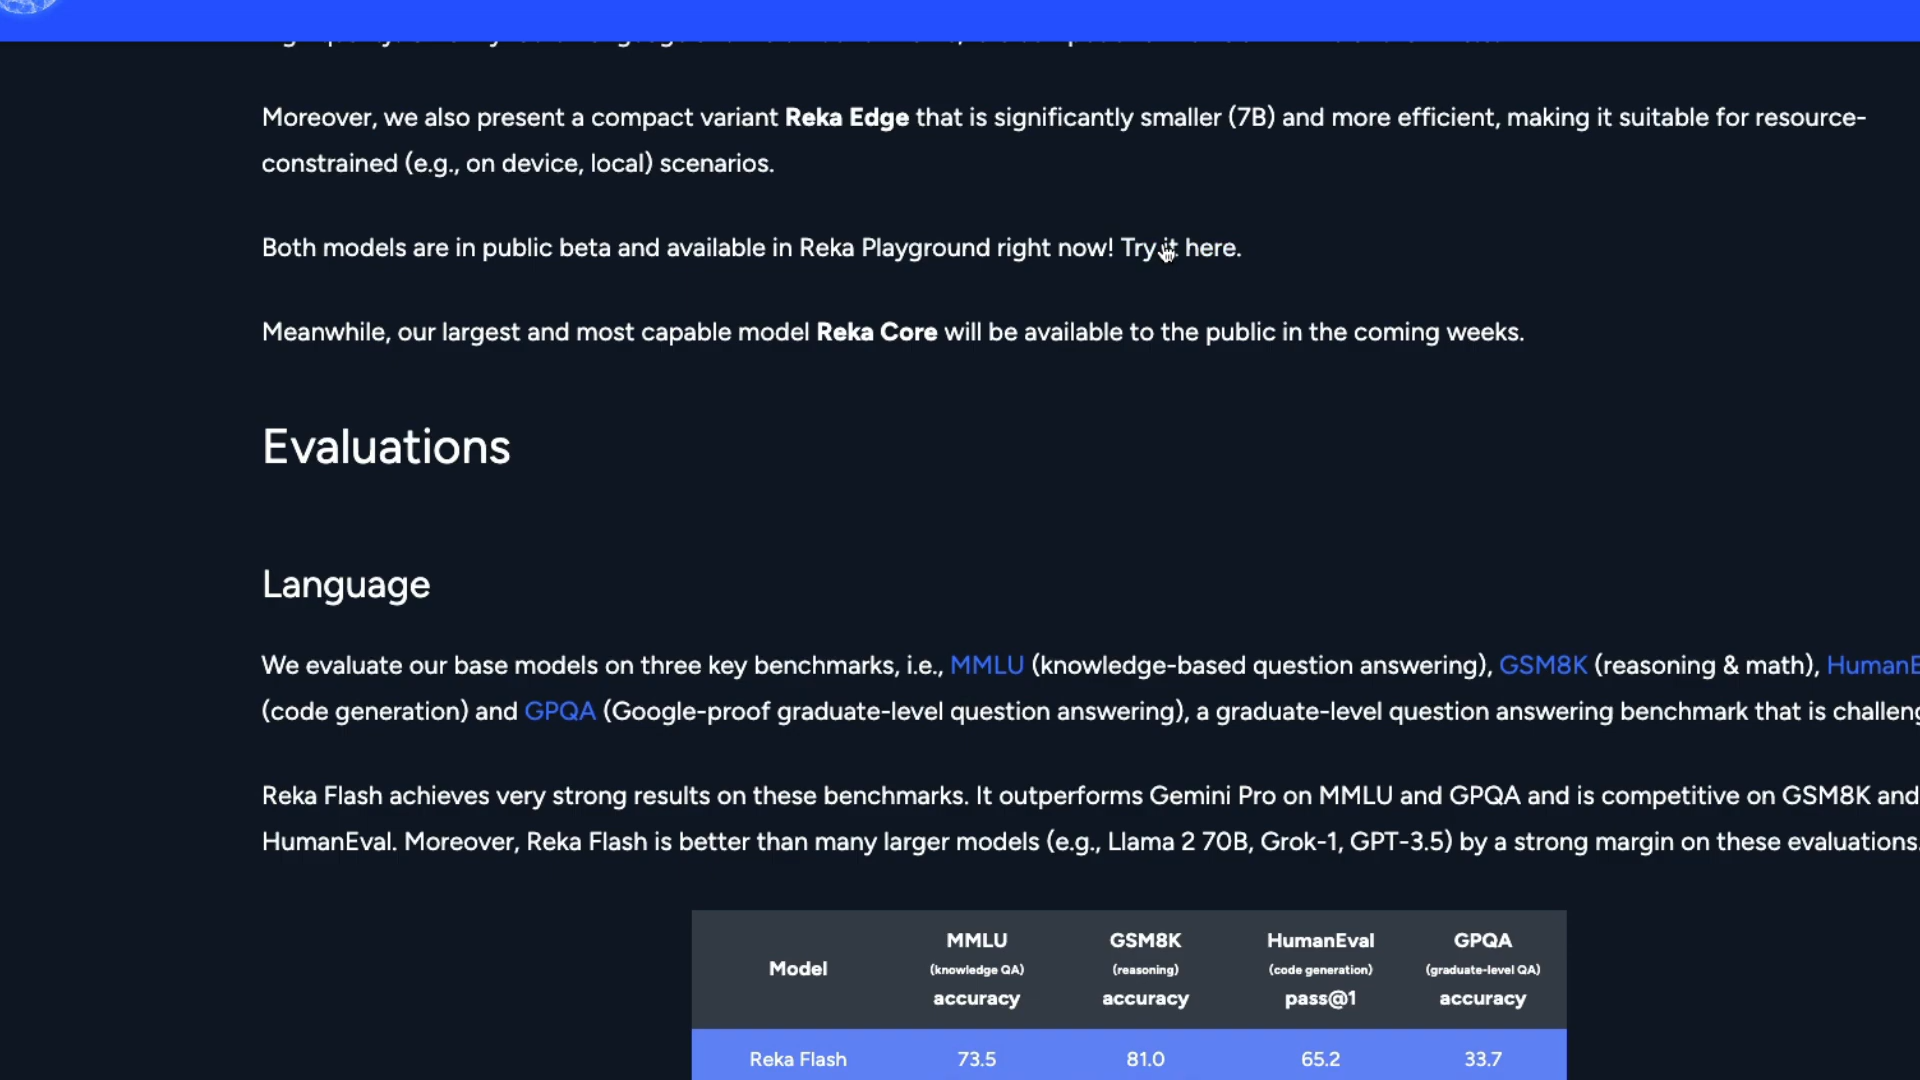 Moreover, we also present a compact variant Reka Edge that is significantly smaller (7B) and more efficient, making it suitable for resource-
constrained (e.g., on device, local) scenarios.
Both models are in public beta and available in Reka Playground right now! Try it here.
Meanwhile, our largest and most capable model Reka Core will be available to the public in the coming weeks.
Evaluations
Language
We evaluate our base models on three key benchmarks, i.e., MMLU (knowledge-based question answering), GSM8K (reasoning & math), HumanE
(code generation) and GPQA (Google-proof graduate-level question answering), a graduate-level question answering benchmark that is challeng
Reka Flash achieves very strong results on these benchmarks. It outperforms Gemini Pro on MMLU and GPQA and is competitive on GSM8K and
HumanEval. Moreover, Reka Flash is better than many larger models (e.g., Llama 2 70B, Grok-1, GPT-3.5) by a strong margin on these evaluations.
MMLU GSM8K HumanEval GPQA
Model (knowledge QA) (reasoning) (code generation) (graduate-level QA)
accuracy accuracy pass@1 accuracy
Reka Flash 73.5 81.0 65.2 33.7